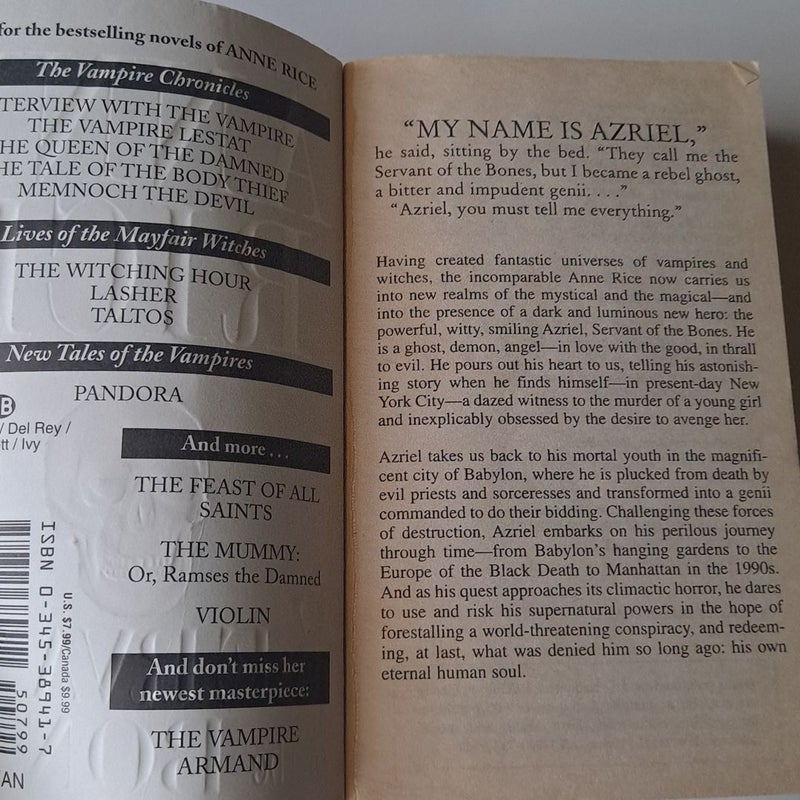 for the bestselling novels of ANNE RICE
The Vampire Chronicles
TERVIEW WITH THE VAMPIRE
THE VAMPIRE LESTAT
HE QUEEN OF THE DAMNED
HE TALE OF THE BODY THIEF
MEMNOCH THE DEVIL
Lives of the Mayfair Witches
THE WITCHING HOUR
LASHER
TALTOS
New Tales of the Vampires
PANDORA
B
/ Del Rey /
tt / Ivy
And more . . .
THE FEAST OF ALL
SAINTS
THE MUMMY:
Or, Ramses the Damned
VIOLIN
And don't miss her
newest masterpiece:
THE VAMPIRE
ARMAND
ISBN 0-345-38941-7
U.S. $7.99/Canada $9.99
50799
AN
“MY NAME IS AZRIEL,”
he said, sitting by the bed. “They call me the
Servant of the Bones, but I became a rebel ghost,
a bitter and impudent genii. . . .”
“Azriel, you must tell me everything.”
Having created fantastic universes of vampires and
witches, the incomparable Anne Rice now carries us
into new realms of the mystical and the magical—and
into the presence of a dark and luminous new hero: the
powerful, witty, smiling Azriel, Servant of the Bones. He
is a ghost, demon, angel—in love with the good, in thrall
to evil. He pours out his heart to us, telling his astonish-
ing story when he finds himself—in present-day New
York City—a dazed witness to the murder of a young girl
and inexplicably obsessed by the desire to avenge her.
Azriel takes us back to his mortal youth in the magnifi-
cent city of Babylon, where he is plucked from death by
evil priests and sorceresses and transformed into a genii
commanded to do their bidding. Challenging these forces
of destruction, Azriel embarks on his perilous journey
through time—from Babylon's hanging gardens to the
Europe of the Black Death to Manhattan in the 1990s.
And as his quest approaches its climactic horror, he dares
to use and risk his supernatural powers in the hope of
forestalling a world-threatening conspiracy, and redeem-
ing, at last, what was denied him so long ago: his own
eternal human soul.